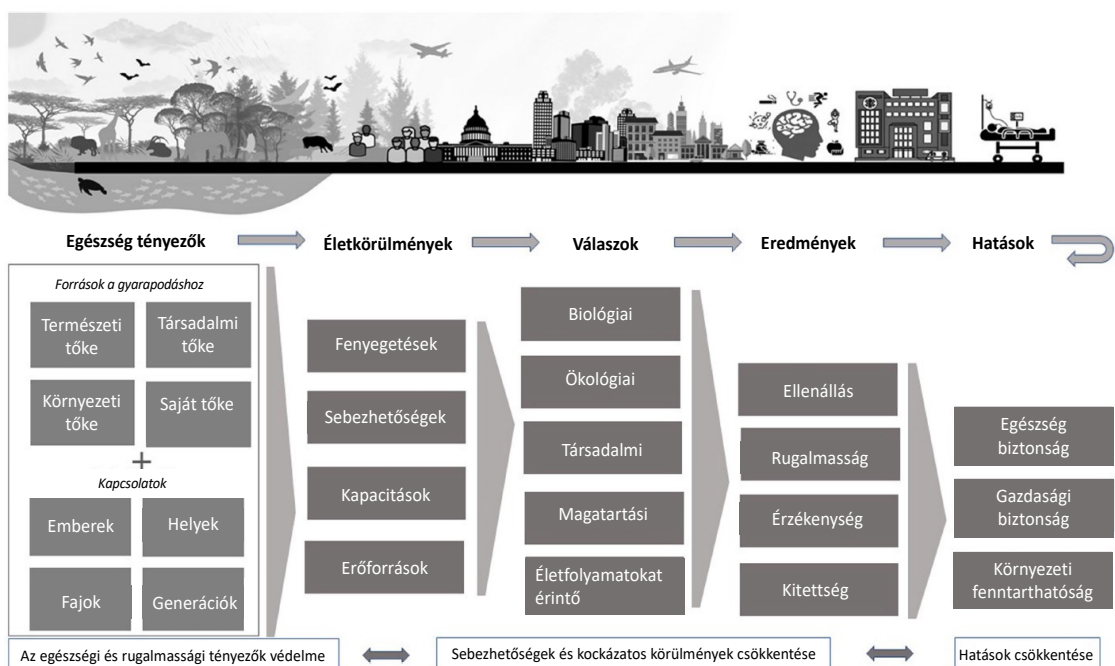 Egészség tényezők
Életkörülmények
Válaszok
Eredmények
Hatások
Források a gyarapodáshoz
Természeti
tőke
Társadalmi
tőke
Környezeti
tőke
Saját tőke
+
Kapcsolatok
Emberek
Helyek
Fajok
Generációk
Fenyegetések
Sebezhetőségek
Kapacitások
Erőforrások
Biológiai
Ökológiai
Társadalmi
Magatartási
Életfolyamatokat
érintő
Ellenállás
Rugalmasság
Érzékenység
Kitettség
Egészség
biztonság
Gazdasági
biztonság
Környezeti
fenntarthatóság
Az egészségi és rugalmassági tényezők védelme
Sebezhetőségek és kockázatos körülmények csökkentése
Hatások csökkentése